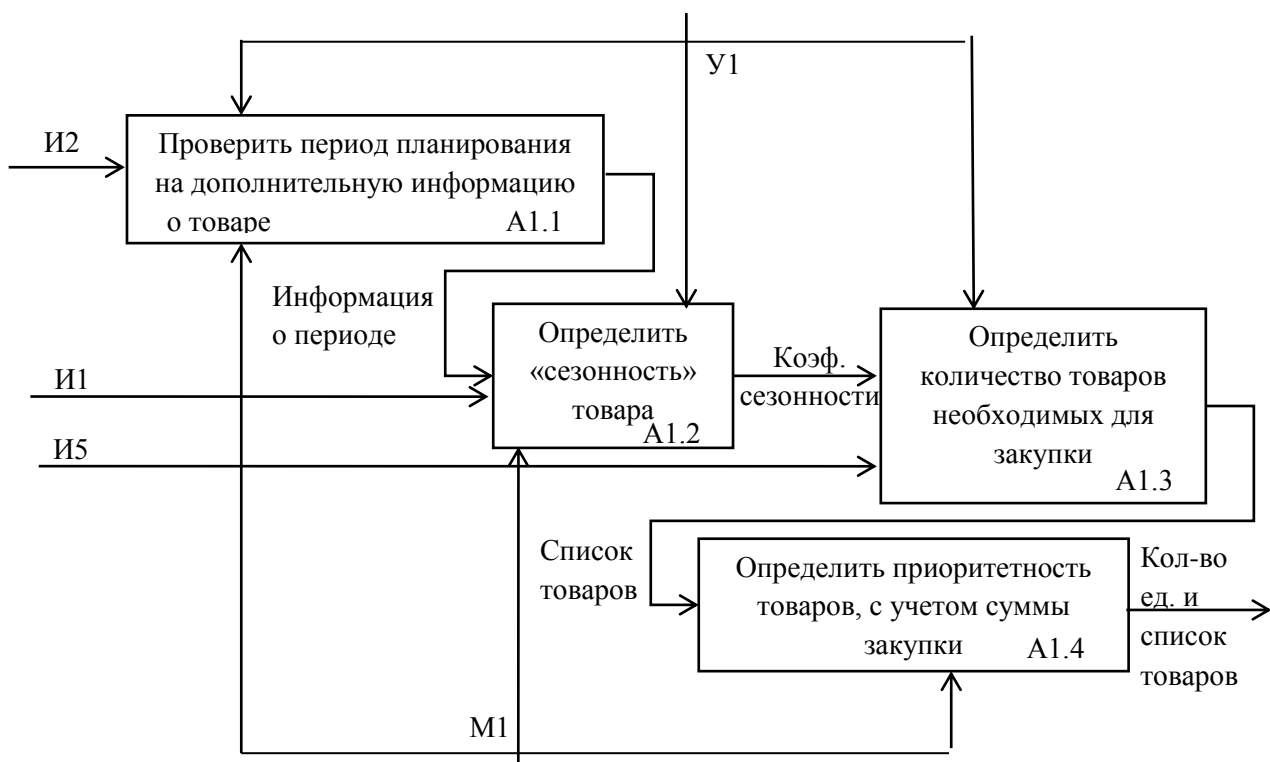 У1
И2
Проверить период планирования
на дополнительную информацию
о товаре
А1.1
Информация
о периоде
Определить
«сезонность»
товара
А1.2
Коэф.
сезонности
Определить
количество товаров
необходимых для
закупки
А1.3
И1
И5
Список
товаров
Определить приоритетность
товаров, с учетом суммы
закупки
А1.4
Кол-во
ед. и
список
товаров
М1